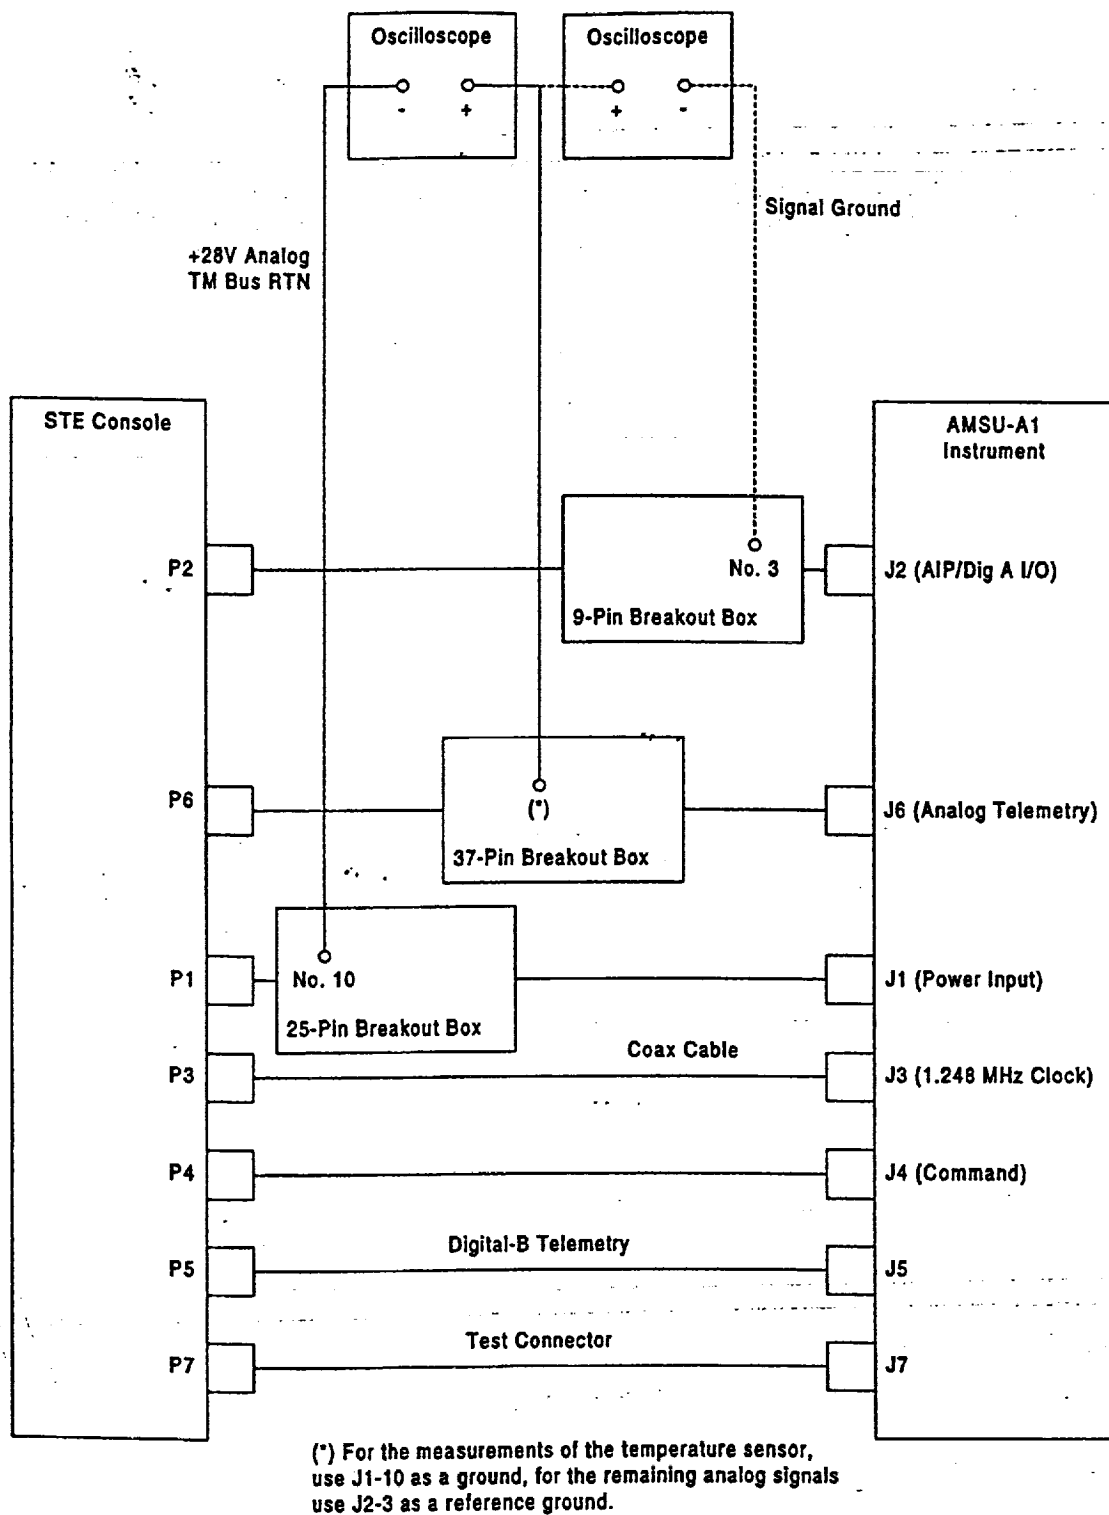 Oscilloscope
Oscilloscope
- +
+ -
Signal Ground
+28V Analog
TM Bus RTN
STE Console
AMSU-A1
Instrument
P2
No. 3
J2 (AIP/Dig A I/O)
9-Pin Breakout Box
P6
(*)
J6 (Analog Telemetry)
37-Pin Breakout Box
P1
No. 10
J1 (Power Input)
25-Pin Breakout Box
Coax Cable
P3
J3 (1.248 MHz Clock)
P4
J4 (Command)
Digital-B Telemetry
P5
J5
Test Connector
P7
J7
(*) For the measurements of the temperature sensor,
use J1-10 as a ground, for the remaining analog signals
use J2-3 as a reference ground.